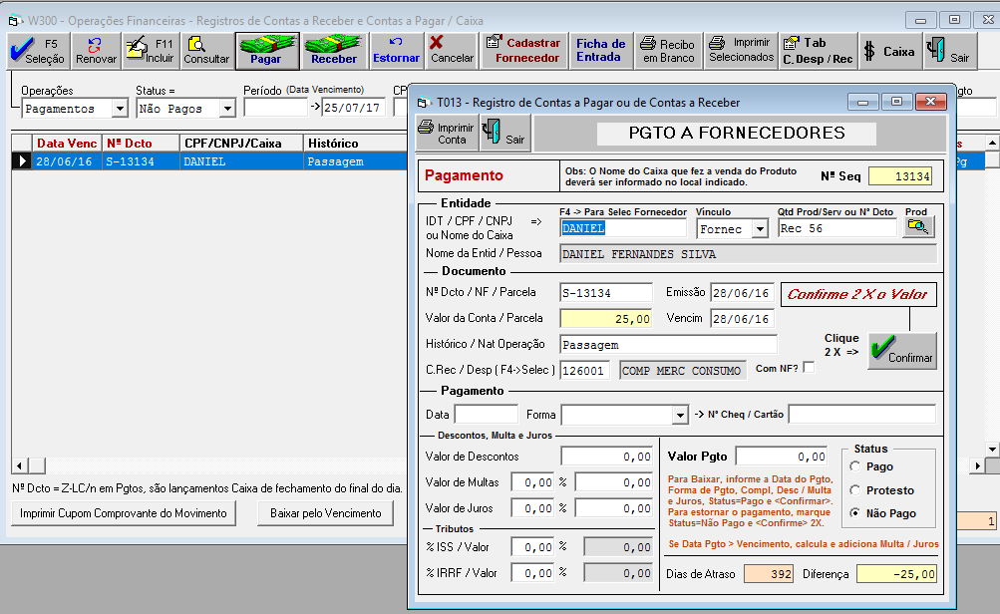 W300 - Operações Financeiras - Registros de Contas a Receber e Contas a Pagar / Caixa
F5 Seleção
Renovar
F11 Incluir
Consultar
Pagar
Receber
Estornar
Cancelar
Cadastrar Fornecedor
Ficha de Entrada
Recibo em Branco
Imprimir Selecionados
Tab C. Desp / Rec
Caixa
Sair
Operações
Status =
Período (Data Vencimento)
CP
gto
Pagamentos
Não Pagos
->
25/07/17
Data Venc
Nº Dcto
CPF/CNPJ/Caixa
Histórico
s
28/06/16
S-13134
DANIEL
Passagem
Pg
Nº Dcto = Z-LC/n em Pgtos, são lançamentos Caixa de fechamento do final do dia.
Imprimir Cupom Comprovante do Movimento
Baixar pelo Vencimento
1
T013 - Registro de Contas a Pagar ou de Contas a Receber
Imprimir Conta
Sair
PGTO A FORNECEDORES
Pagamento
Obs: O Nome do Caixa que fez a venda do Produto
deverá ser informado no local indicado.
Nº Seq
13134
Entidade
IDT / CPF / CNPJ =>
ou Nome do Caixa
F4 -> Para Selec Fornecedor
Vinculo
Qtd Prod/Serv ou Nº Dcto
Prod
DANIEL
Fornec
Rec 56
Nome da Entid / Pessoa
DANIEL FERNANDES SILVA
Documento
Nº Dcto / NF / Parcela
S-13134
Emissão
28/06/16
Confirme 2 X o Valor
Valor da Conta / Parcela
25,00
Vencim
28/06/16
Histórico / Nat Operação
Passagem
Clique
2 X =>
Confirmar
C.Rec / Desp ( F4->Selec )
126001
COMP MERC CONSUMO
Com NF?
Pagamento
Data
Forma
-> Nº Cheq / Cartão
Descontos, Multa e Juros
Valor de Descontos
0,00
Valor de Multas
0,00 %
0,00
Valor de Juros
0,00 %
0,00
Tributos
% ISS / Valor
0,00 %
0,00
% IRRF / Valor
0,00 %
0,00
Valor Pgto
0,00
Para Baixar, informe a Data do Pgto,
Forma de Pgto, Compl, Desc / Multa
e Juros, Status=Pago e <Confirmar>.
Para estornar o pagamento, marque
Status=Não Pago e <Confirme> 2X.
Status
Pago
Protesto
Não Pago
Se Data Pgto > Vencimento, calcula e adiciona Multa / Juros
Dias de Atraso
392
Diferença
-25,00